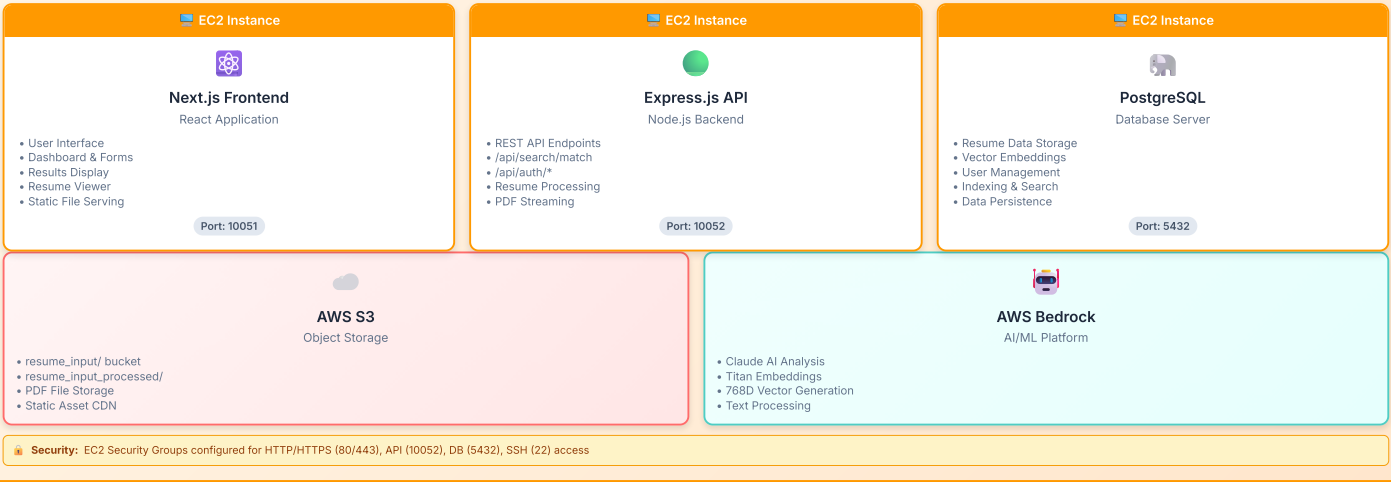 EC2 Instance
Next.js Frontend
React Application
• User Interface
• Dashboard & Forms
• Results Display
• Resume Viewer
• Static File Serving
Port: 10051
EC2 Instance
Express.js API
Node.js Backend
• REST API Endpoints
• /api/search/match
• /api/auth/*
• Resume Processing
• PDF Streaming
Port: 10052
EC2 Instance
PostgreSQL
Database Server
• Resume Data Storage
• Vector Embeddings
• User Management
• Indexing & Search
• Data Persistence
Port: 5432
AWS S3
Object Storage
• resume_input/ bucket
• resume_input_processed/
• PDF File Storage
• Static Asset CDN
AWS Bedrock
AI/ML Platform
• Claude AI Analysis
• Titan Embeddings
• 768D Vector Generation
• Text Processing
Security: EC2 Security Groups configured for HTTP/HTTPS (80/443), API (10052), DB (5432), SSH (22) access